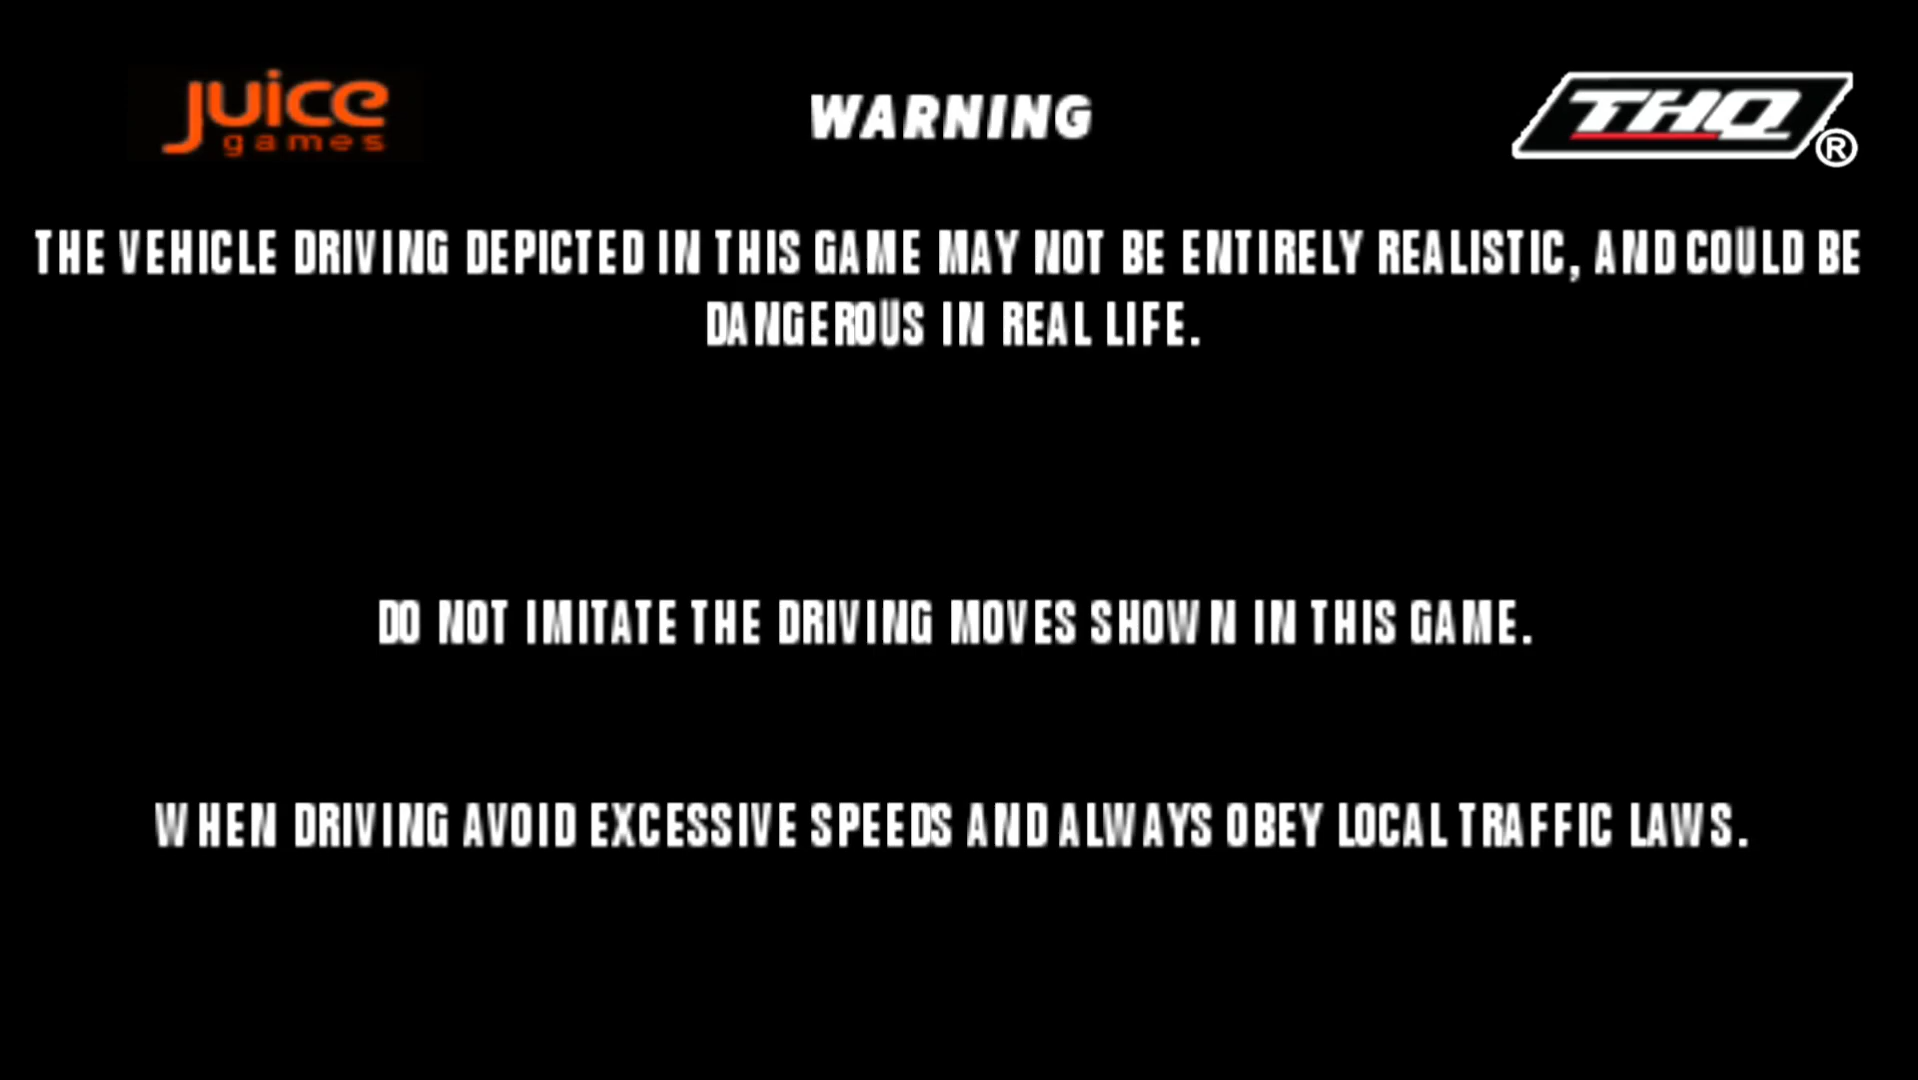 juice games
WARNING
THQ®
THE VEHICLE DRIVING DEPICTED IN THIS GAME MAY NOT BE ENTIRELY REALISTIC, AND COULD BE
DANGEROUS IN REAL LIFE.
DO NOT IMITATE THE DRIVING MOVES SHOWN IN THIS GAME.
WHEN DRIVING AVOID EXCESSIVE SPEEDS AND ALWAYS OBEY LOCAL TRAFFIC LAWS.